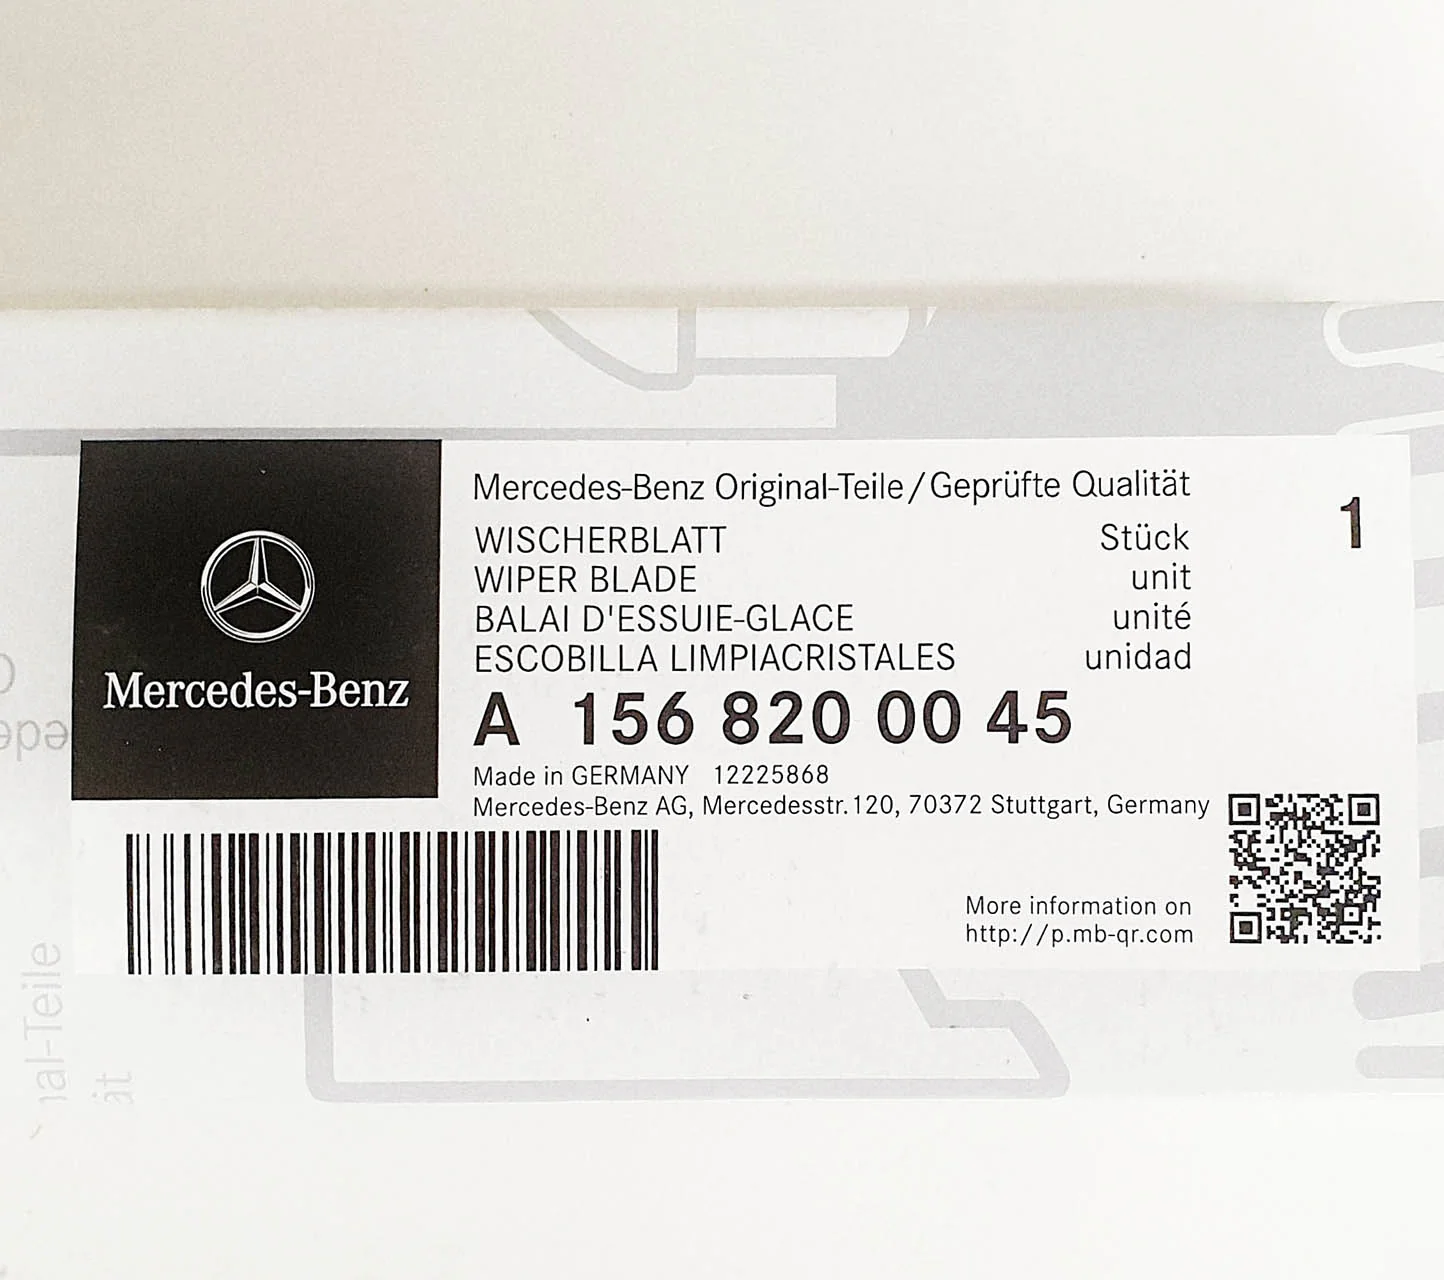 Mercedes-Benz
Mercedes-Benz Original-Teile/Geprüfte Qualität
WISCHERBLATT Stück 1
WIPER BLADE unit
BALAI D'ESSUIE-GLACE unité
ESCOBILLA LIMPIACRISTALES unidad
A 156 820 00 45
Made in GERMANY 12225868
Mercedes-Benz AG, Mercedesstr.120, 70372 Stuttgart, Germany
More information on
http://p.mb-qr.com